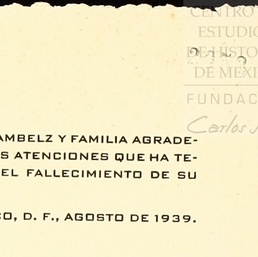 CENTRO
ESTUDIO
DE HISTO
DE MEXI
FUNDAC
Carlos
AMBELZ Y FAMILIA AGRADE-
S ATENCIONES QUE HA TE-
EL FALLECIMIENTO DE SU
CO, D. F., AGOSTO DE 1939.